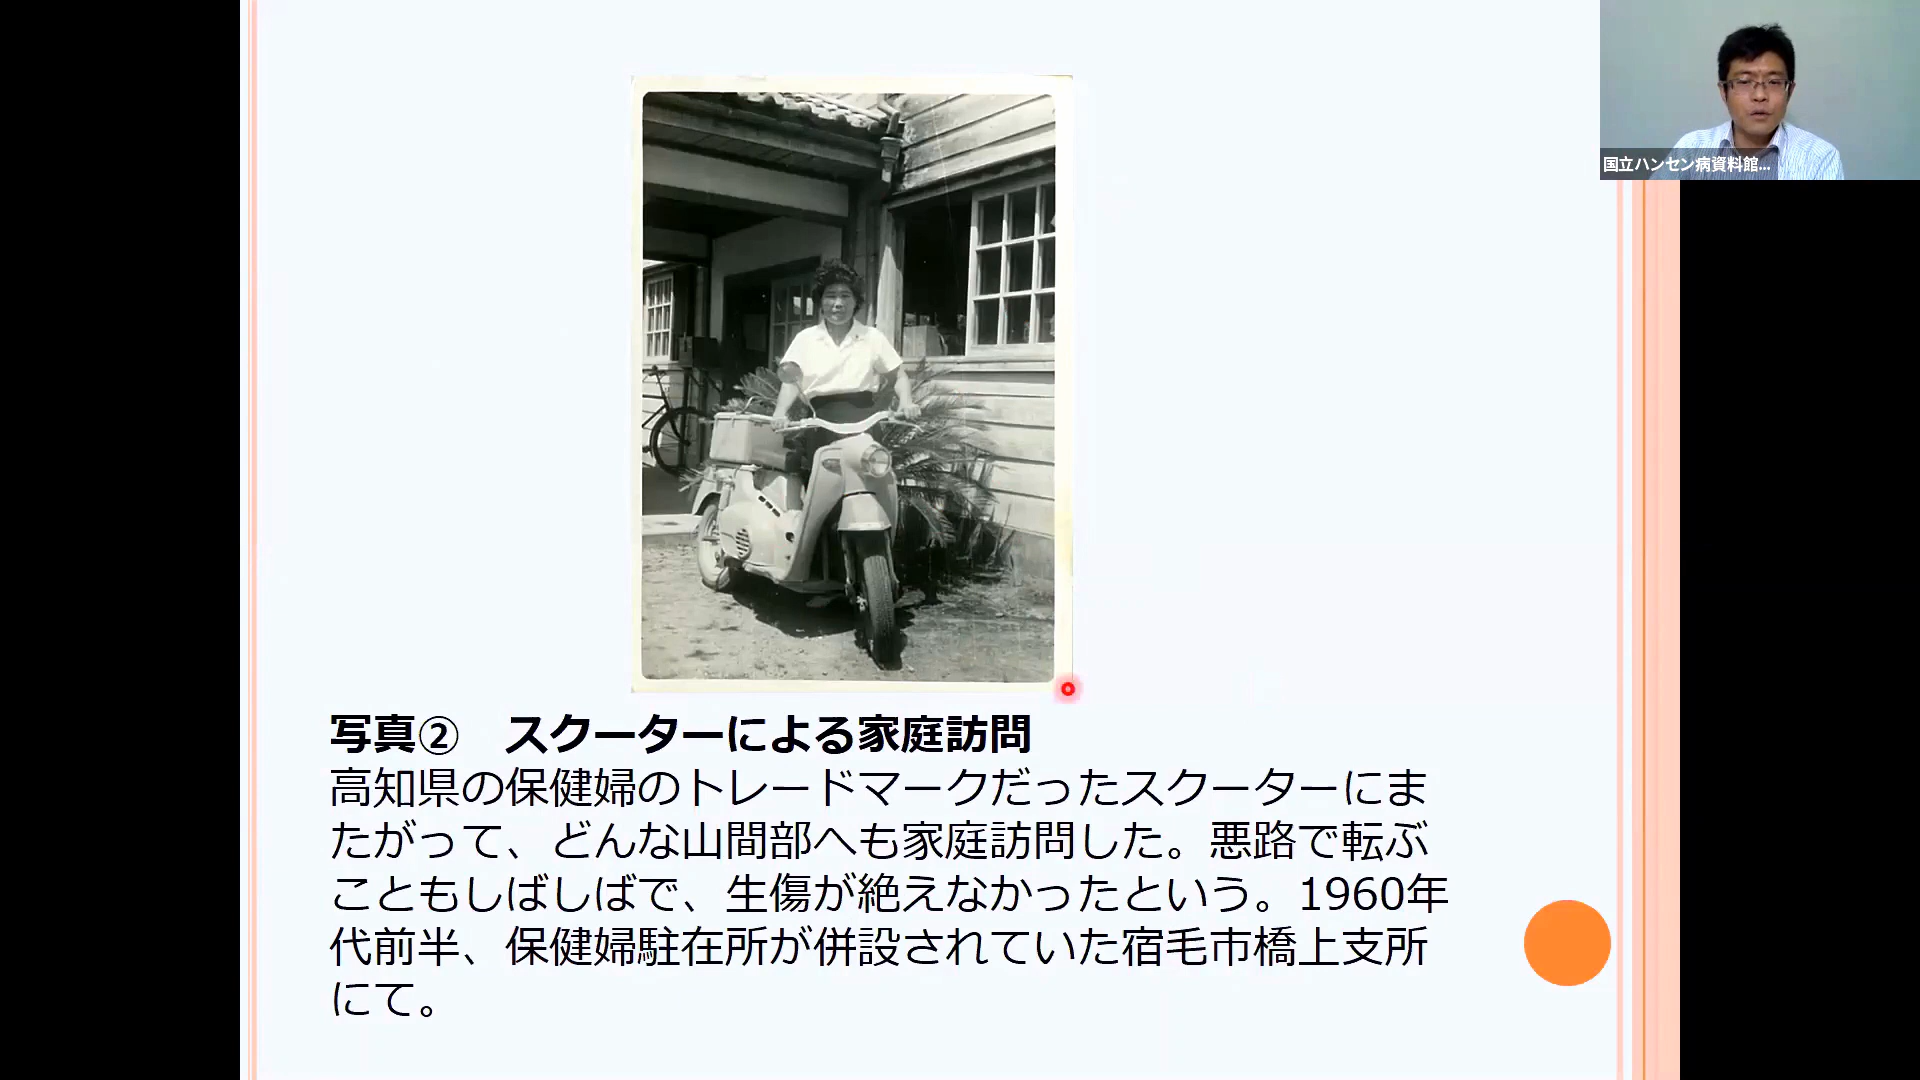 国立ハンセン病資料館...
写真② スクーターによる家庭訪問
高知県の保健婦のトレードマークだったスクーターにま
たがって、どんな山間部へも家庭訪問した。悪路で転ぶ
こともしばしばで、生傷が絶えなかったという。1960年
代前半、保健婦駐在所が併設されていた宿毛市橋上支所
にて。